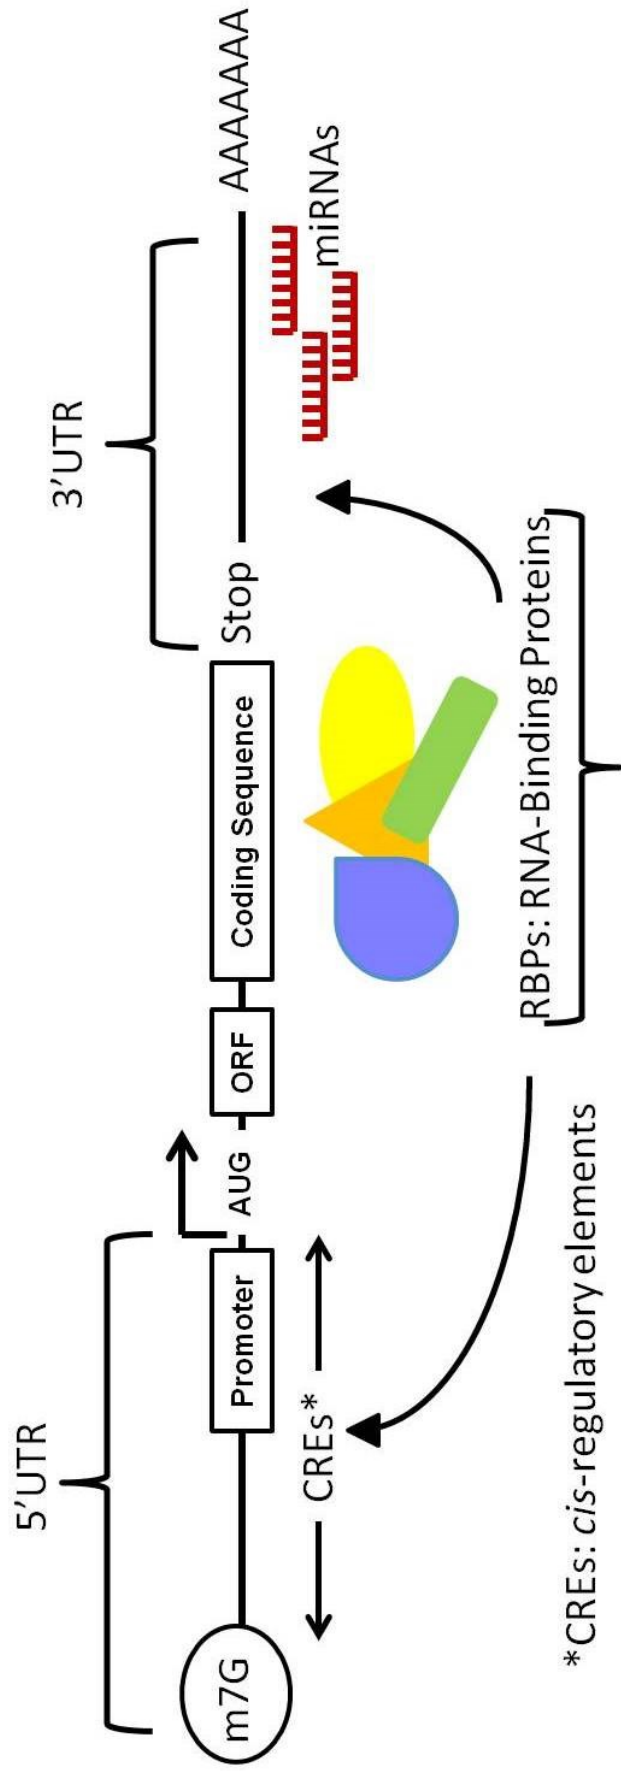 5'UTR
3'UTR
m7G
Promoter
AUG
ORF
Coding Sequence
Stop
AAAAAAA
CREs*
miRNAs
RBPs: RNA-Binding Proteins
*CREs: cis-regulatory elements